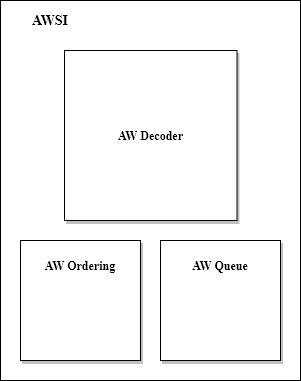 AWSI
AW Decoder
AW Ordering
AW Queue